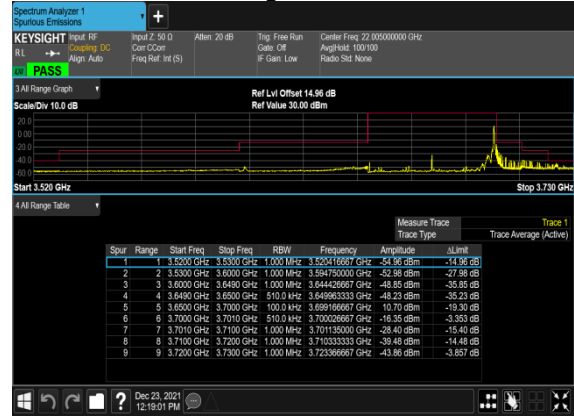 Spectrum Analyzer 1
Spurious Emissions
KEYSIGHT Input: RF Input Z: 50 Ω Atten: 20 dB Trig: Free Run Center Freq: 22.005000000 GHz
RL Coupling: DC Corr CCorr Gate: Off Avg|Hold: 100/100
Align: Auto Freq Ref: Int (S) IF Gain: Low Radio Std: None
PASS
3 All Range Graph
Ref Lvl Offset 14.96 dB
Scale/Div 10.0 dB Ref Value 30.00 dBm
20.0
0.00
-20.0
-40.0
-60.0
Start 3.520 GHz Stop 3.730 GHz
4 All Range Table
Measure Trace Trace 1
Trace Type Trace Average (Active)
Spur Range Start Freq Stop Freq RBW Frequency Amplitude ΔLimit
1 1 3.5200 GHz 3.5300 GHz 1.000 MHz 3.520416667 GHz -54.96 dBm -14.96 dB
2 2 3.5300 GHz 3.6000 GHz 1.000 MHz 3.594750000 GHz -52.98 dBm -27.98 dB
3 3 3.6000 GHz 3.6490 GHz 1.000 MHz 3.644426667 GHz -48.85 dBm -35.85 dB
4 4 3.6490 GHz 3.6500 GHz 510.0 kHz 3.649963333 GHz -48.23 dBm -35.23 dB
5 5 3.6500 GHz 3.7000 GHz 100.0 kHz 3.699166667 GHz 10.70 dBm -19.30 dB
6 6 3.7000 GHz 3.7010 GHz 510.0 kHz 3.700026667 GHz -16.35 dBm -3.353 dB
7 7 3.7010 GHz 3.7100 GHz 1.000 MHz 3.701135000 GHz -28.40 dBm -15.40 dB
8 8 3.7100 GHz 3.7200 GHz 1.000 MHz 3.710333333 GHz -39.48 dBm -14.48 dB
9 9 3.7200 GHz 3.7300 GHz 1.000 MHz 3.723366667 GHz -43.86 dBm -3.857 dB
Dec 23, 2021
12:19:01 PM